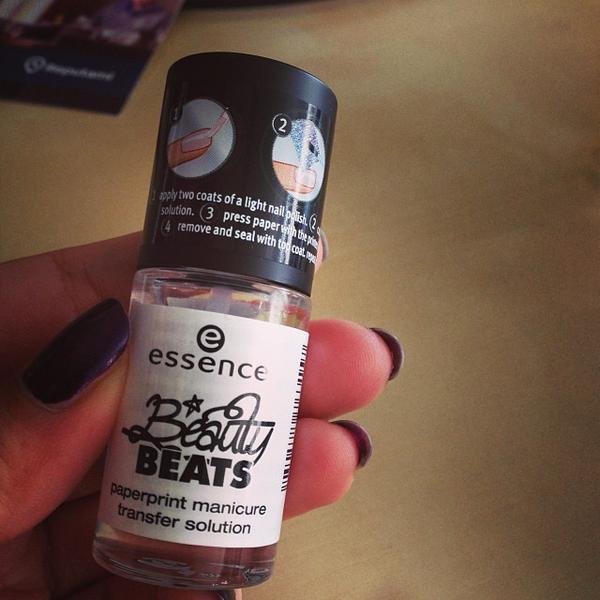 1
2
1 apply two coats of a light nail polish. 2
solution. 3 press paper with the
4 remove and seal with top coat.
e
essence
Beauty
BEATS
paperprint manicure
transfer solution